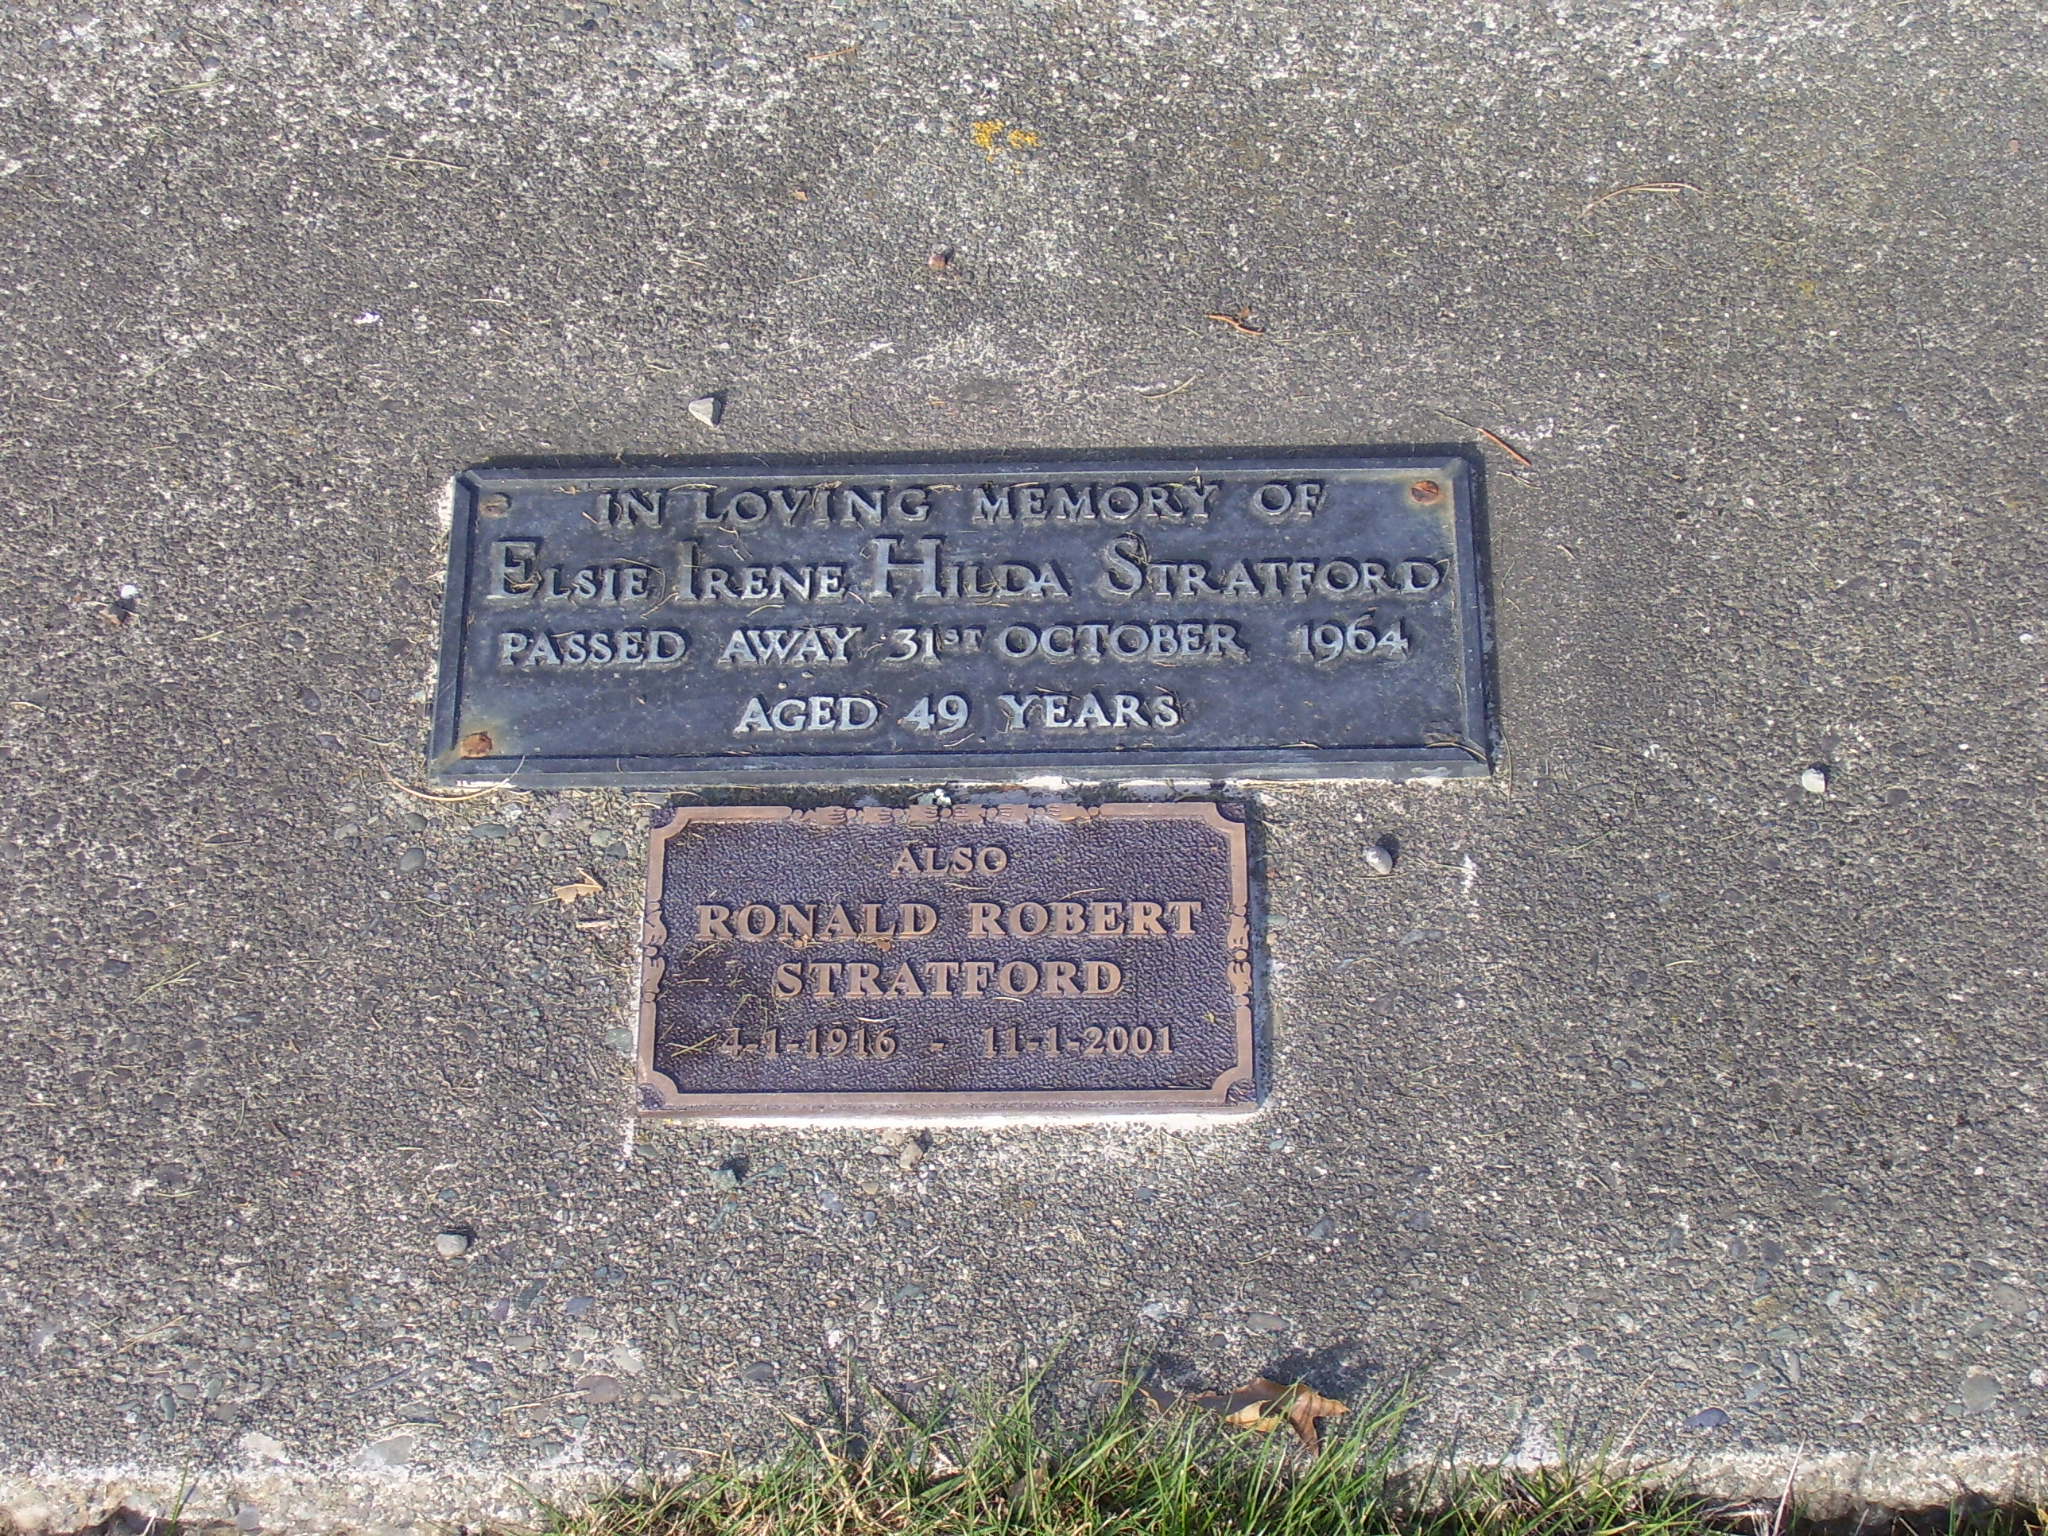 IN LOVING MEMORY OF
ELSIE IRENE HILDA STRATFORD
PASSED AWAY 31ST OCTOBER 1964
AGED 49 YEARS
ALSO
RONALD ROBERT
STRATFORD
4-1-1916 - 11-1-2001